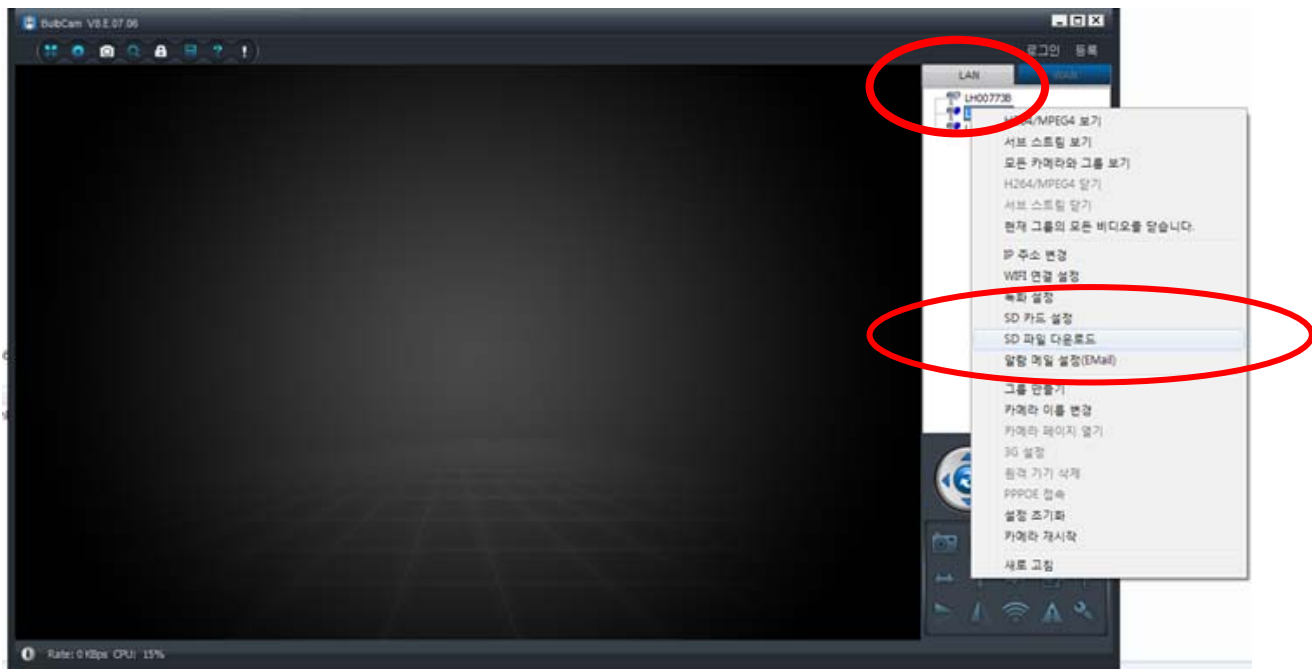 BulbCam V8.E.07.06
로그인 등록
LAN WAN
LH00773B
H264/MPEG4 보기
서브 스트림 보기
모든 카메라와 그룹 보기
H264/MPEG4 닫기
서브 스트림 닫기
현재 그룹의 모든 비디오를 닫습니다.
IP 주소 변경
WIFI 연결 설정
녹화 설정
SD 카드 설정
SD 파일 다운로드
알람 메일 설정(EMail)
그룹 만들기
카메라 이름 변경
카메라 페이지 열기
3G 설정
원격 기기 삭제
PPPOE 접속
설정 초기화
카메라 재시작
새로 고침
Rate: 0 KBps CPU: 15%